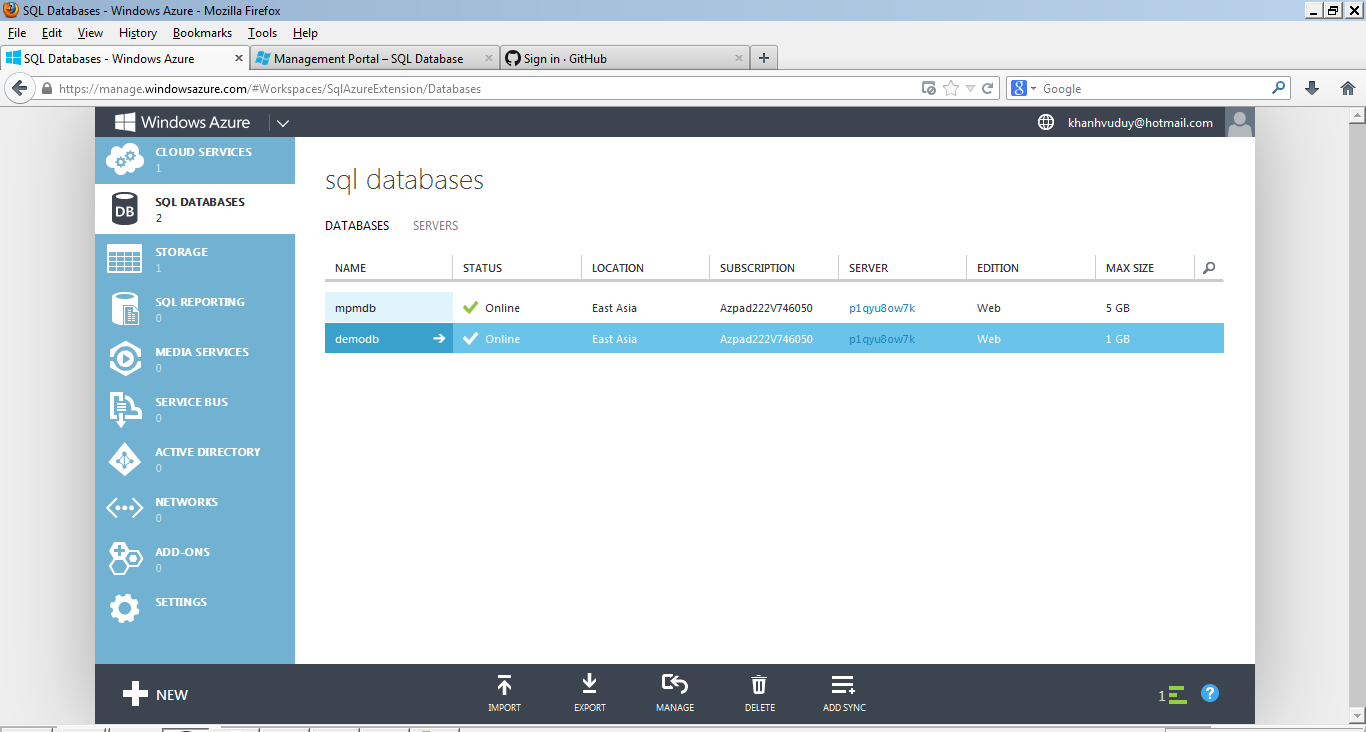 SQL Databases - Windows Azure - Mozilla Firefox
File Edit View History Bookmarks Tools Help
SQL Databases - Windows Azure × Management Portal – SQL Database × Sign in · GitHub × +
https://manage.windowsazure.com/#Workspaces/SqlAzureExtension/Databases 8 Google
Windows Azure khanhvuduy@hotmail.com
CLOUD SERVICES
1
SQL DATABASES
DB
2
STORAGE
1
SQL REPORTING
0
MEDIA SERVICES
0
SERVICE BUS
0
ACTIVE DIRECTORY
0
NETWORKS
0
ADD-ONS
0
SETTINGS
sql databases
DATABASES SERVERS
NAME STATUS LOCATION SUBSCRIPTION SERVER EDITION MAX SIZE
mpmdb Online East Asia Azpad222V746050 p1qyu8ow7k Web 5 GB
demodb Online East Asia Azpad222V746050 p1qyu8ow7k Web 1 GB
NEW
IMPORT EXPORT MANAGE DELETE ADD SYNC
1 ?